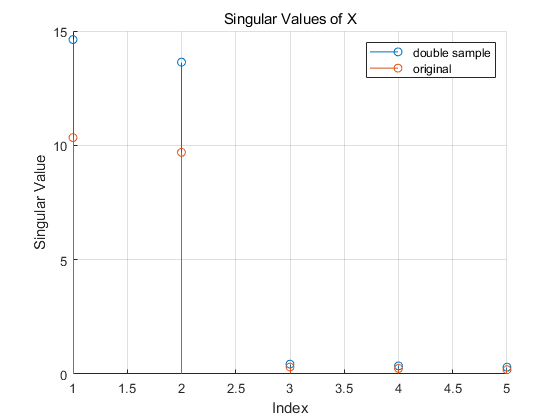 Singular Values of X
double sample
original
Singular Value
15
10
5
0
1 1.5 2 2.5 3 3.5 4 4.5 5
Index